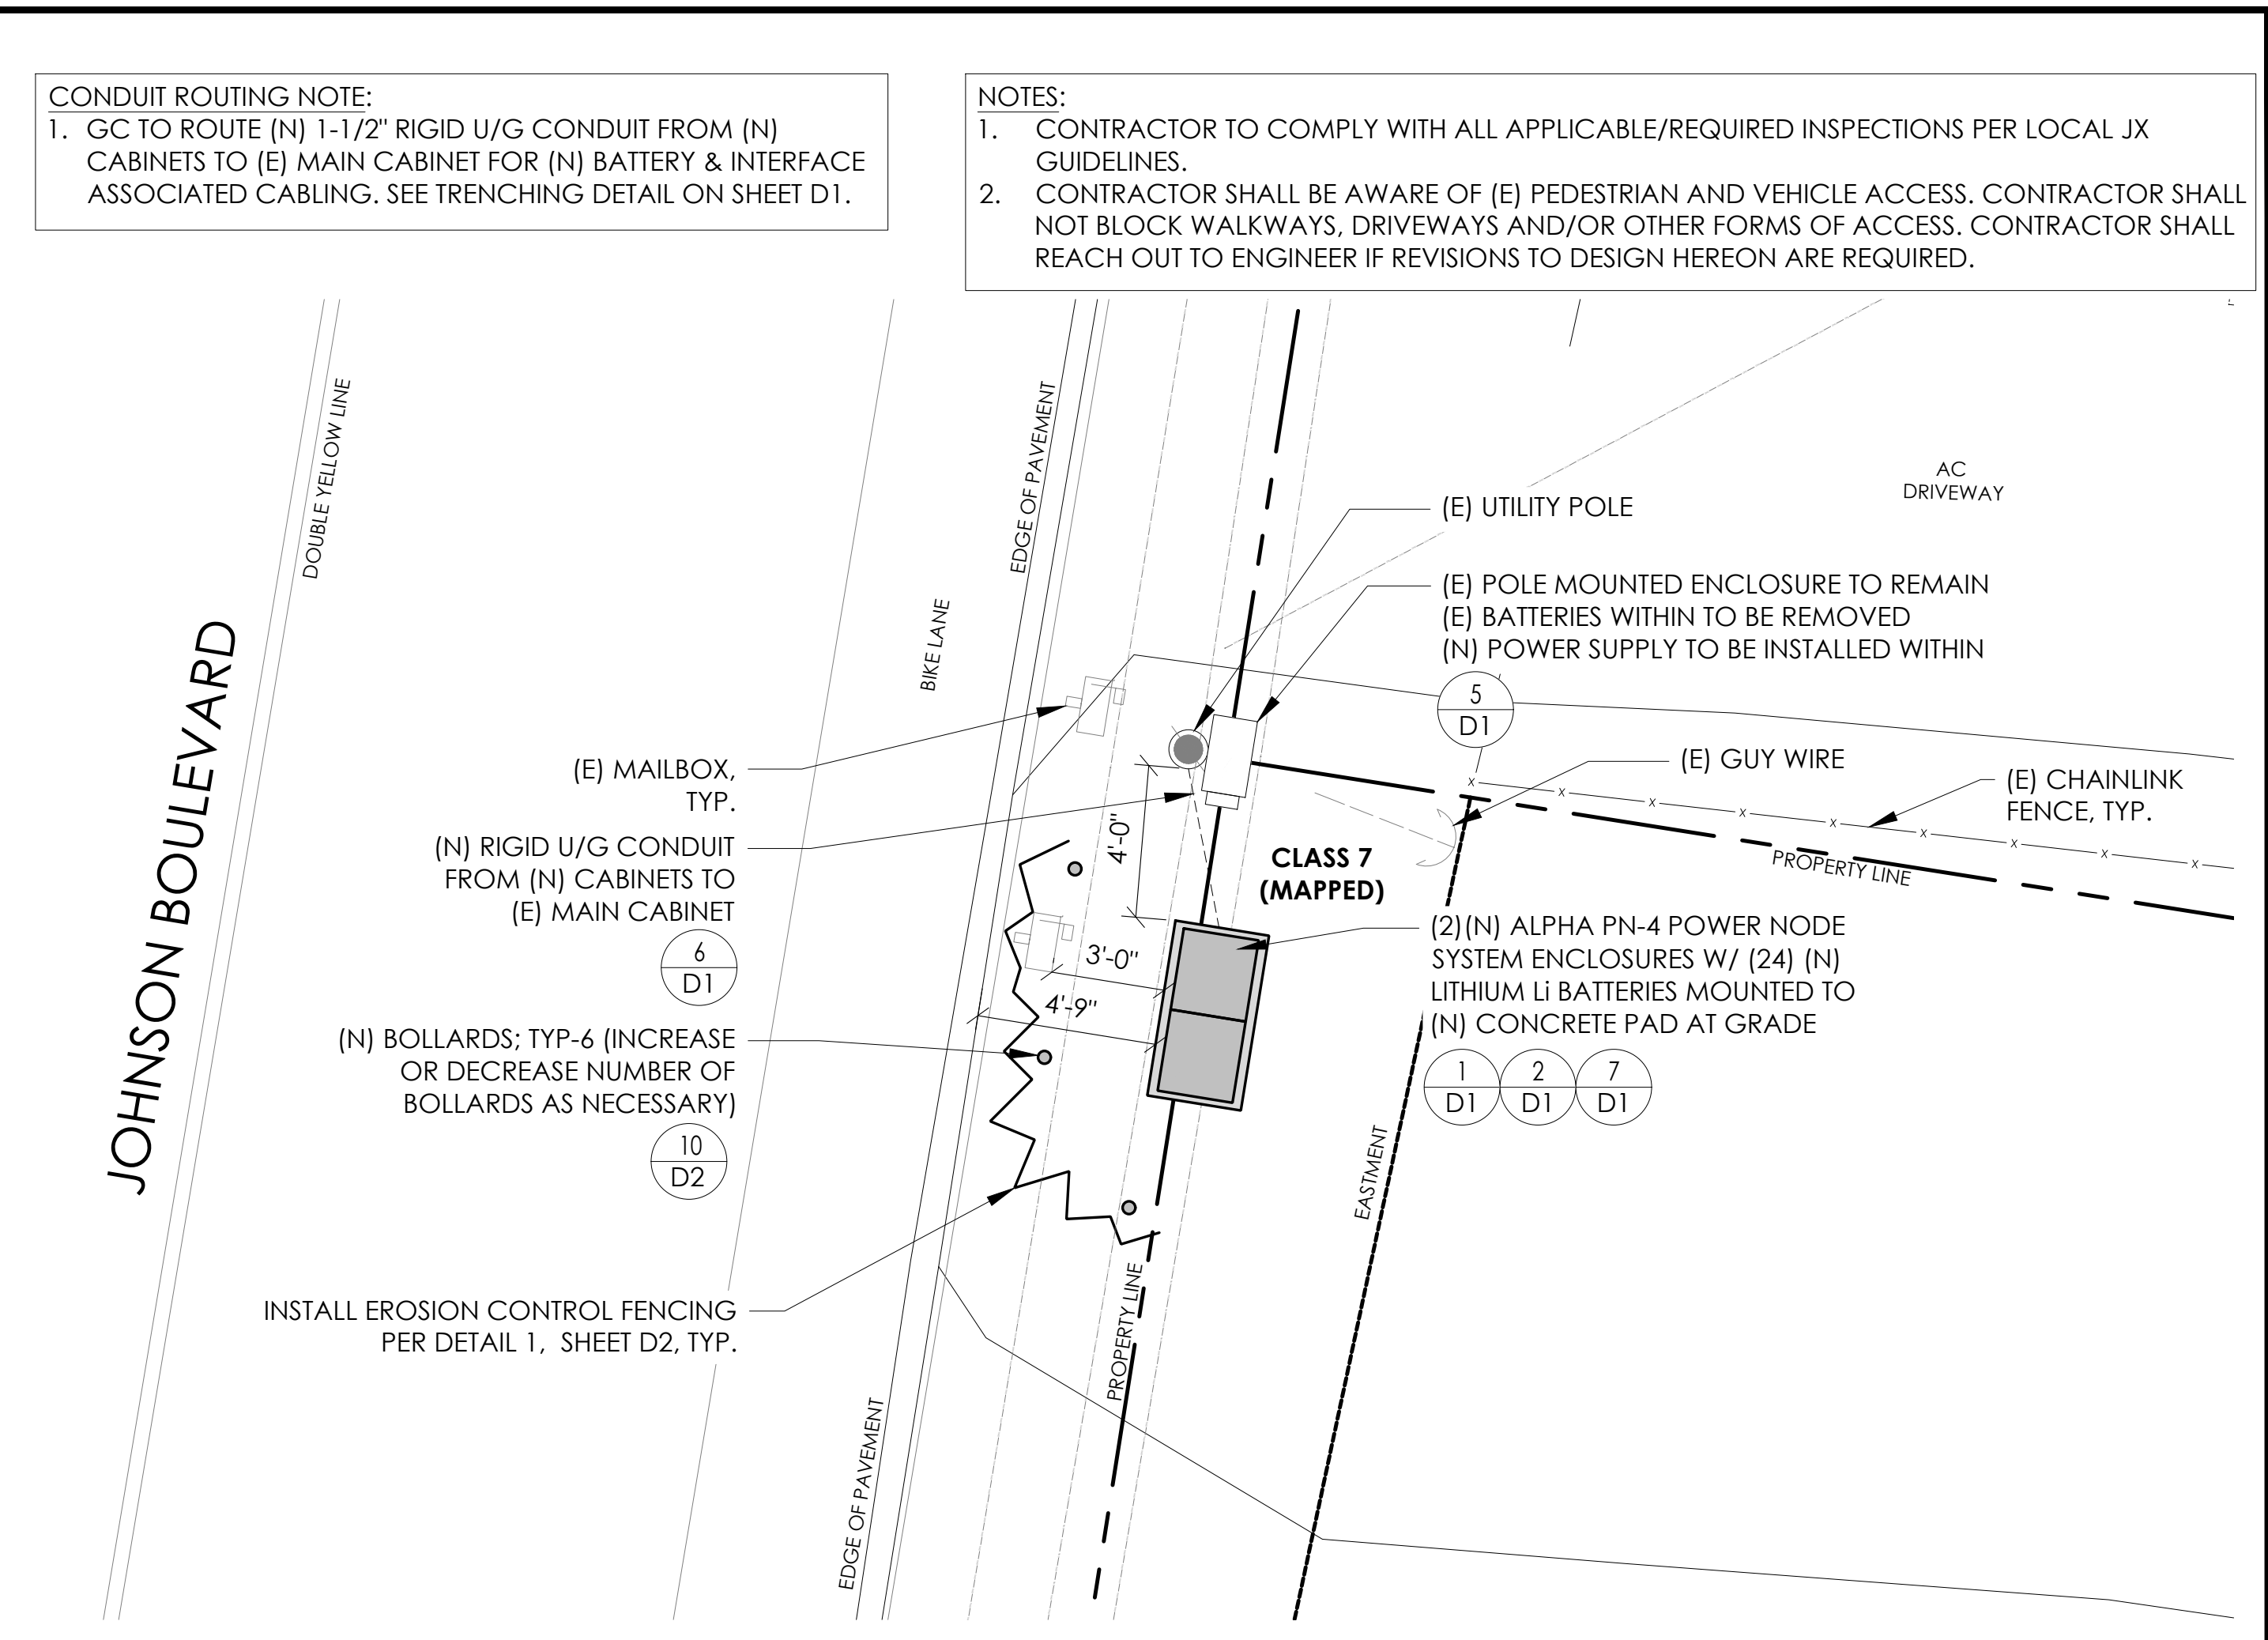 CONDUIT ROUTING NOTE:
1. GC TO ROUTE (N) 1-1/2" RIGID U/G CONDUIT FROM (N)
CABINETS TO (E) MAIN CABINET FOR (N) BATTERY & INTERFACE
ASSOCIATED CABLING. SEE TRENCHING DETAIL ON SHEET D1.
NOTES:
1. CONTRACTOR TO COMPLY WITH ALL APPLICABLE/REQUIRED INSPECTIONS PER LOCAL JX
GUIDELINES.
2. CONTRACTOR SHALL BE AWARE OF (E) PEDESTRIAN AND VEHICLE ACCESS. CONTRACTOR SHALL
NOT BLOCK WALKWAYS, DRIVEWAYS AND/OR OTHER FORMS OF ACCESS. CONTRACTOR SHALL
REACH OUT TO ENGINEER IF REVISIONS TO DESIGN HEREON ARE REQUIRED.
JOHNSON BOULEVARD
DOUBLE YELLOW LINE
BIKE LANE
EDGE OF PAVEMENT
AC
DRIVEWAY
(E) UTILITY POLE
(E) POLE MOUNTED ENCLOSURE TO REMAIN
(E) BATTERIES WITHIN TO BE REMOVED
(N) POWER SUPPLY TO BE INSTALLED WITHIN
5
D1
(E) GUY WIRE
(E) CHAINLINK
FENCE, TYP.
X X X X X X X X X
PROPERTY LINE
(E) MAILBOX,
TYP.
(N) RIGID U/G CONDUIT
FROM (N) CABINETS TO
(E) MAIN CABINET
6
D1
4'-0"
CLASS 7
(MAPPED)
3'-0"
4'-9"
(2)(N) ALPHA PN-4 POWER NODE
SYSTEM ENCLOSURES W/ (24) (N)
LITHIUM Li BATTERIES MOUNTED TO
(N) CONCRETE PAD AT GRADE
1
D1
2
D1
7
D1
(N) BOLLARDS; TYP-6 (INCREASE
OR DECREASE NUMBER OF
BOLLARDS AS NECESSARY)
10
D2
EASTMENT
INSTALL EROSION CONTROL FENCING
PER DETAIL 1, SHEET D2, TYP.
PROPERTY LINE
EDGE OF PAVEMENT